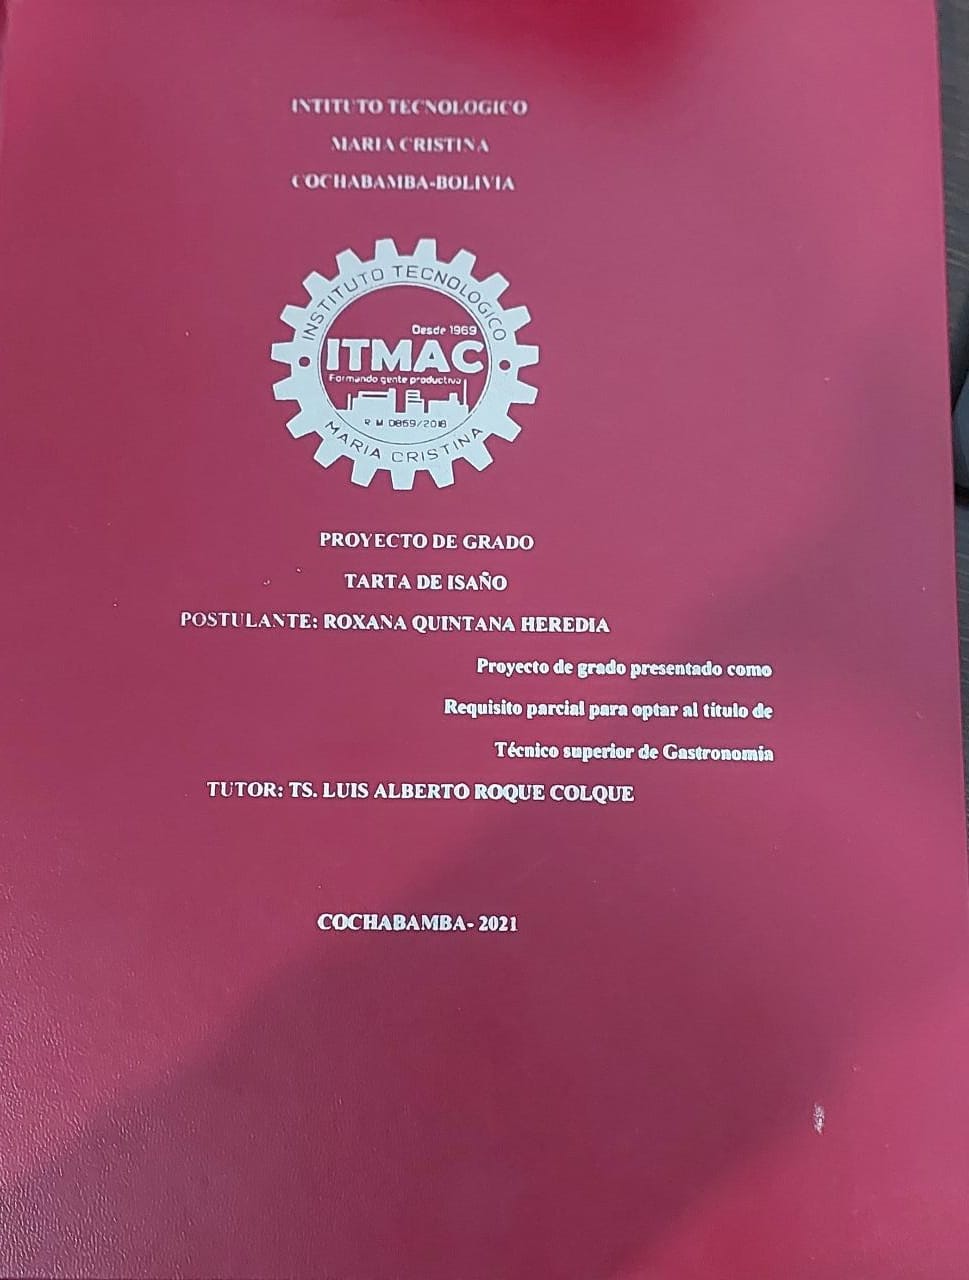 INTITUTO TECNOLOGICO
MARIA CRISTINA
COCHABAMBA-BOLIVIA
INSTITUTO TECNOLOGICO
Desde 1969
ITMAC
Formando gente productiva
R M 0869/2018
MARIA CRISTINA
PROYECTO DE GRADO
TARTA DE ISAÑO
POSTULANTE: ROXANA QUINTANA HEREDIA
Proyecto de grado presentado como
Requisito parcial para optar al titulo de
Técnico superior de Gastronomia
TUTOR: TS. LUIS ALBERTO ROQUE COLQUE
COCHABAMBA- 2021